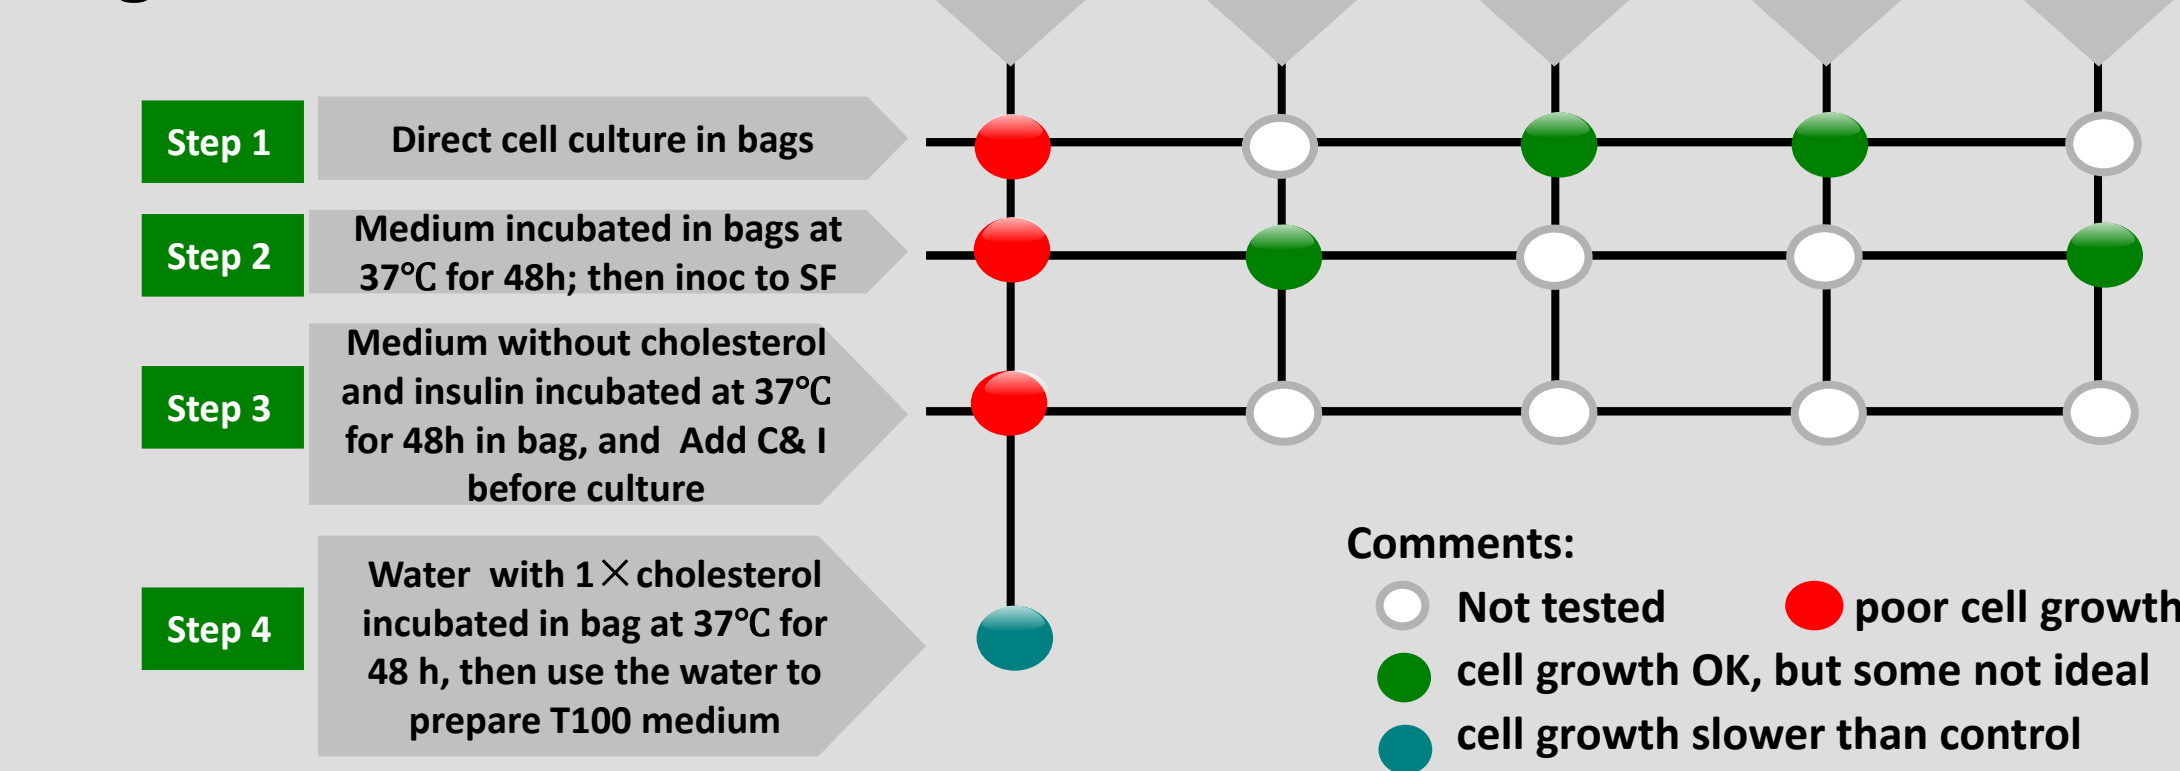 Step 1
Direct cell culture in bags
Step 2
Medium incubated in bags at
37℃ for 48h; then inoc to SF
Step 3
Medium without cholesterol
and insulin incubated at 37℃
for 48h in bag, and  Add C& I
before culture
Step 4
Water  with 1×cholesterol
incubated in bag at 37℃ for
48 h, then use the water to
prepare T100 medium
Comments:
Not tested
poor cell growth
cell growth OK, but some not ideal
cell growth slower than control